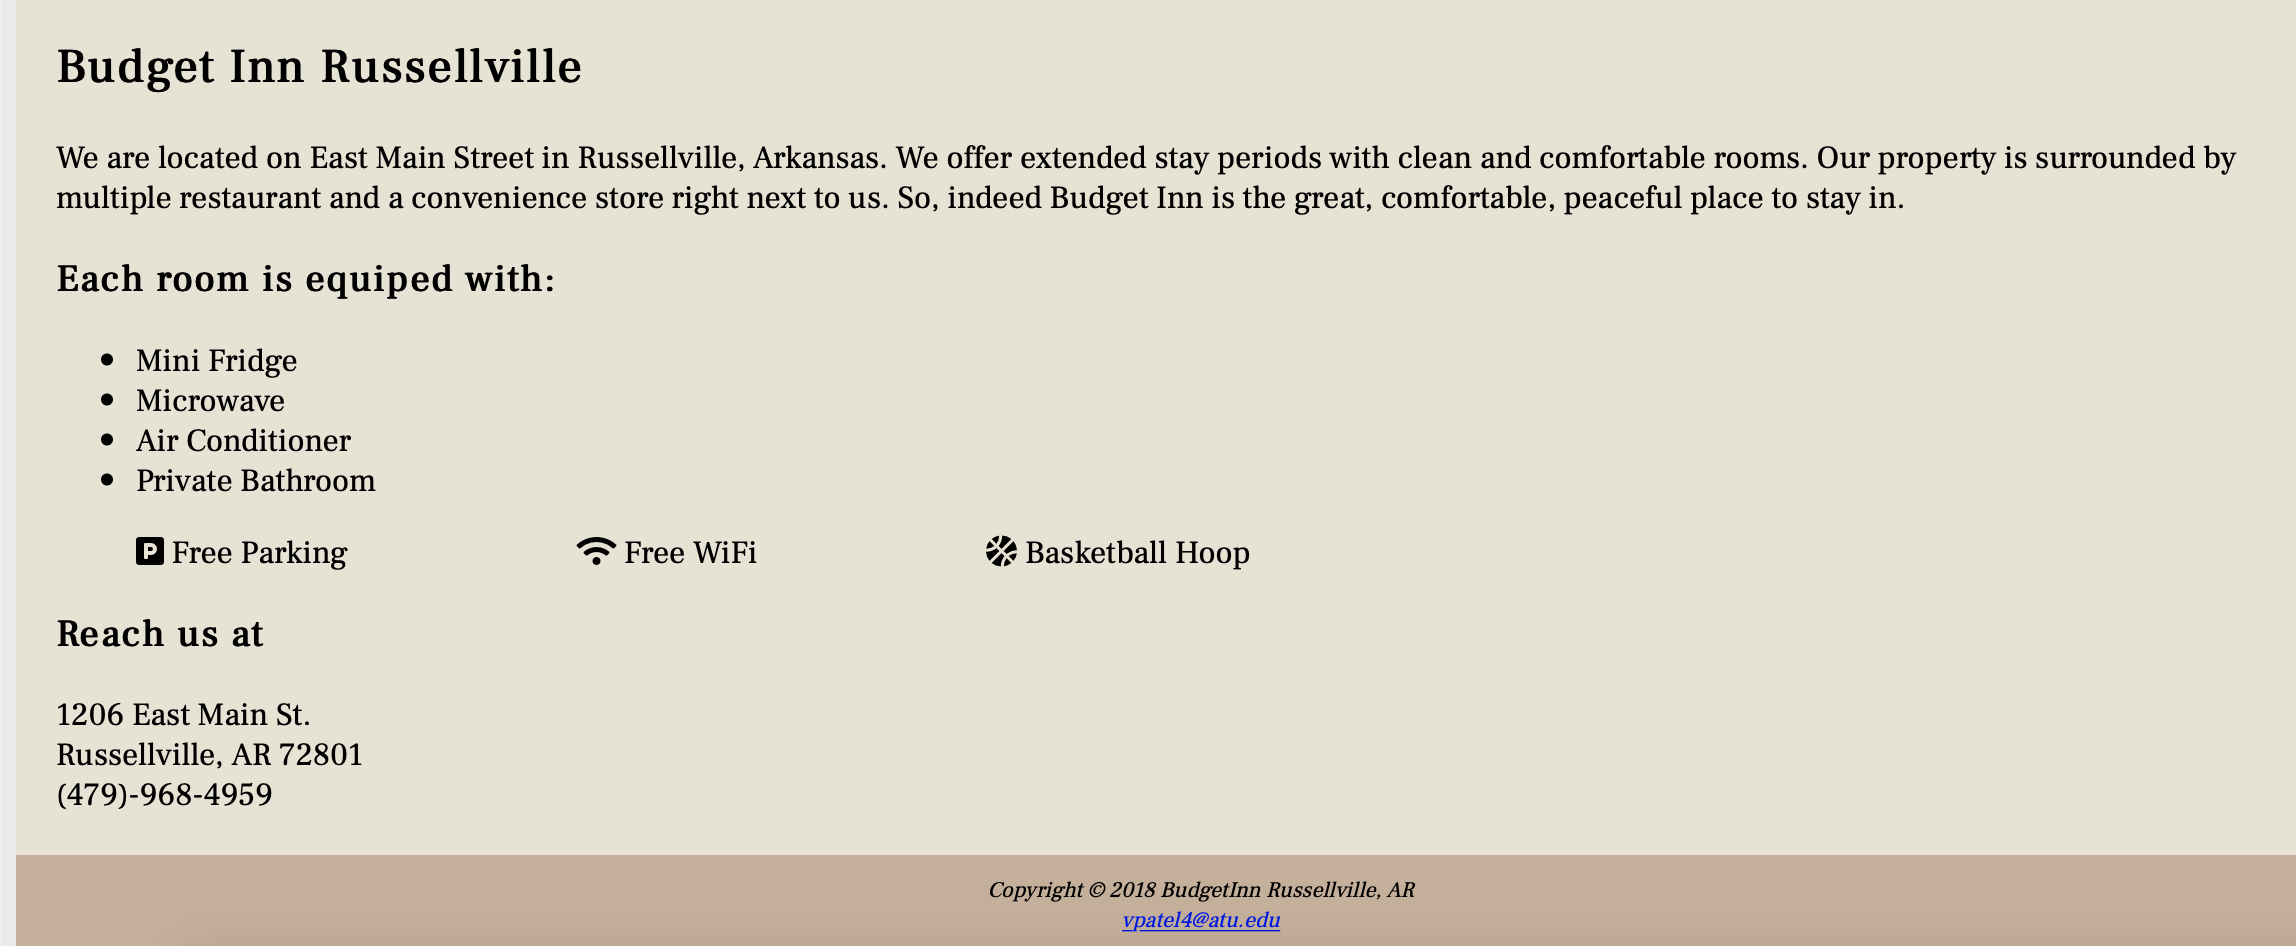 Budget Inn Russellville
We are located on East Main Street in Russellville, Arkansas. We offer extended stay periods with clean and comfortable rooms. Our property is surrounded by
multiple restaurant and a convenience store right next to us. So, indeed Budget Inn is the great, comfortable, peaceful place to stay in.
Each room is equiped with:
• Mini Fridge
• Microwave
• Air Conditioner
• Private Bathroom
P Free Parking Free WiFi Basketball Hoop
Reach us at
1206 East Main St.
Russellville, AR 72801
(479)-968-4959
Copyright © 2018 BudgetInn Russellville, AR
vpatel4@atu.edu